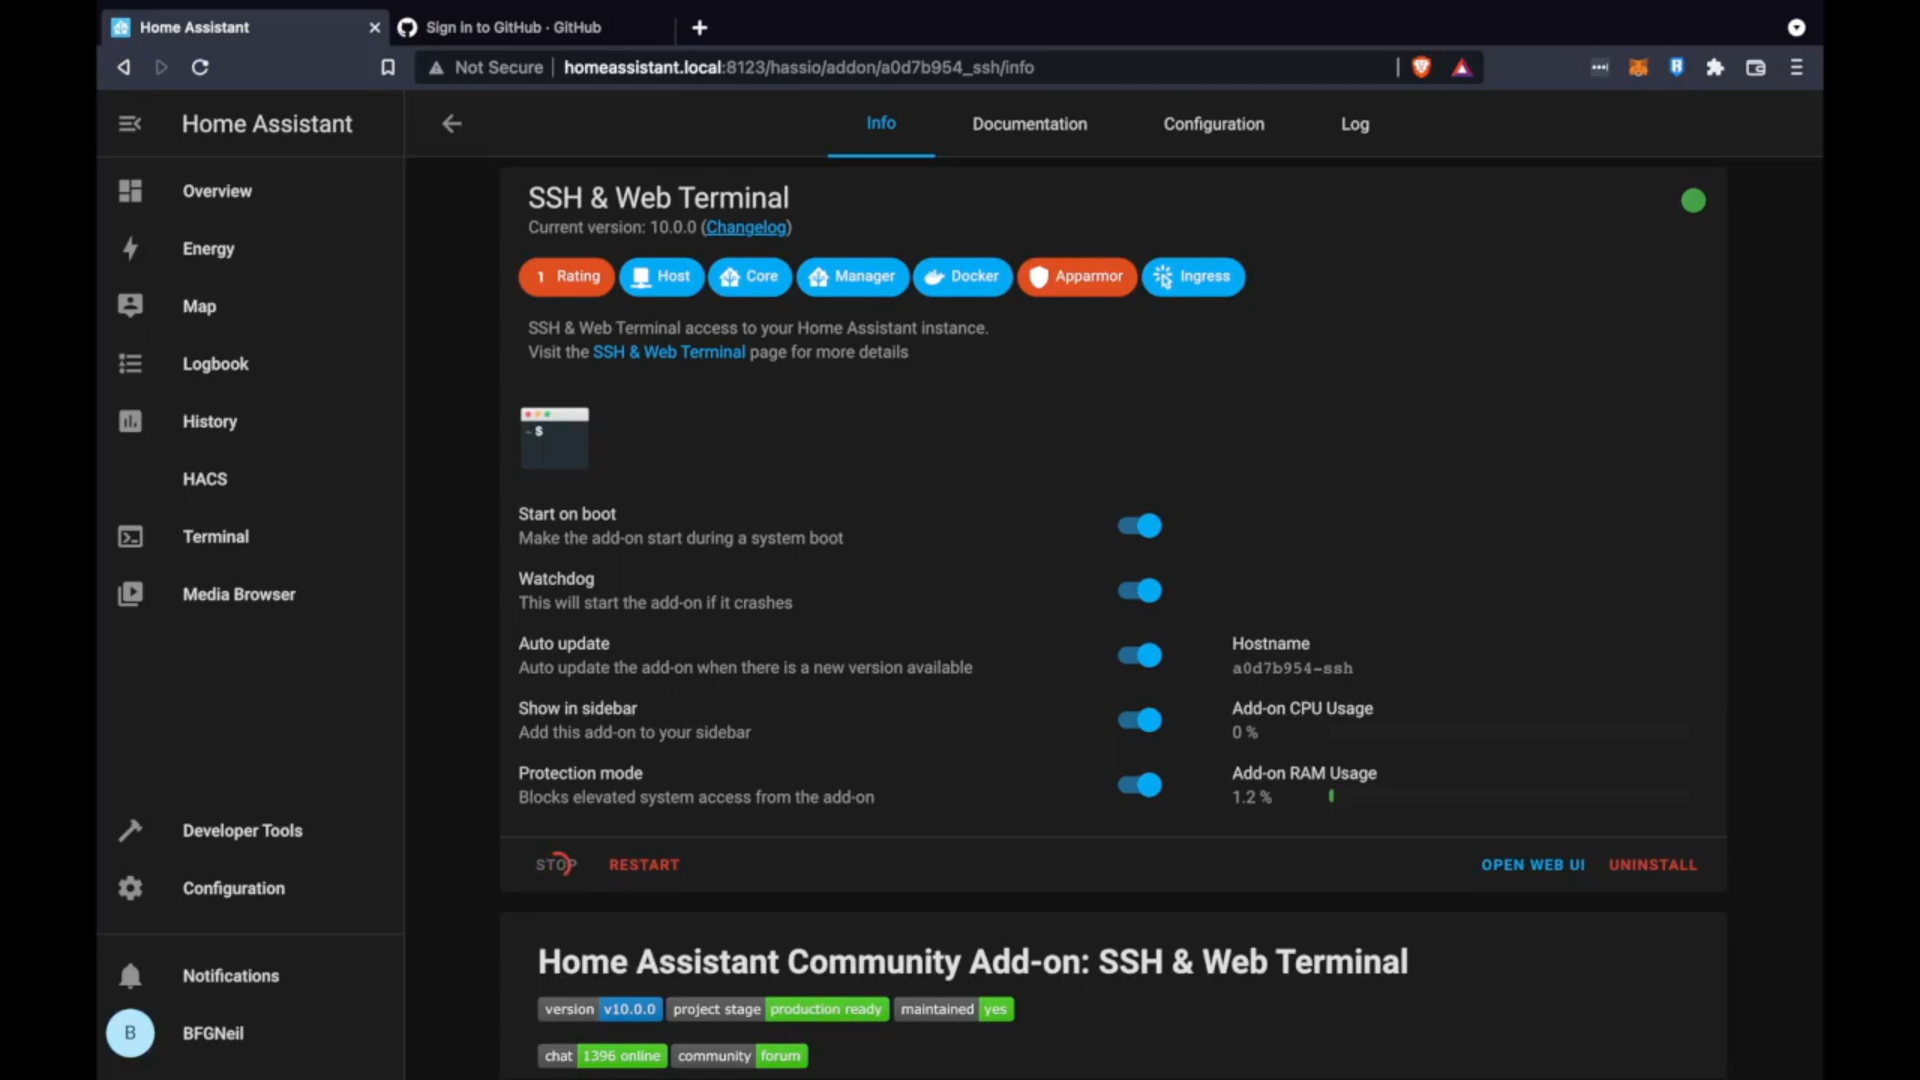 Home Assistant
Sign in to GitHub · GitHub
Not Secure
homeassistant.local:8123/hassio/addon/a0d7b954_ssh/info
Home Assistant
Overview
Energy
Map
Logbook
History
HACS
Terminal
Media Browser
Developer Tools
Configuration
Notifications
B
BFGNeil
Info
Documentation
Configuration
Log
SSH & Web Terminal
Current version: 10.0.0 (Changelog)
1 Rating
Host
Core
Manager
Docker
Apparmor
Ingress
SSH & Web Terminal access to your Home Assistant instance.
Visit the SSH & Web Terminal page for more details
~ $
Start on boot
Make the add-on start during a system boot
Watchdog
This will start the add-on if it crashes
Auto update
Auto update the add-on when there is a new version available
Show in sidebar
Add this add-on to your sidebar
Protection mode
Blocks elevated system access from the add-on
Hostname
a0d7b954-ssh
Add-on CPU Usage
0 %
Add-on RAM Usage
1.2 %
STOP
RESTART
OPEN WEB UI
UNINSTALL
Home Assistant Community Add-on: SSH & Web Terminal
version v10.0.0
project stage production ready
maintained yes
chat 1396 online
community forum